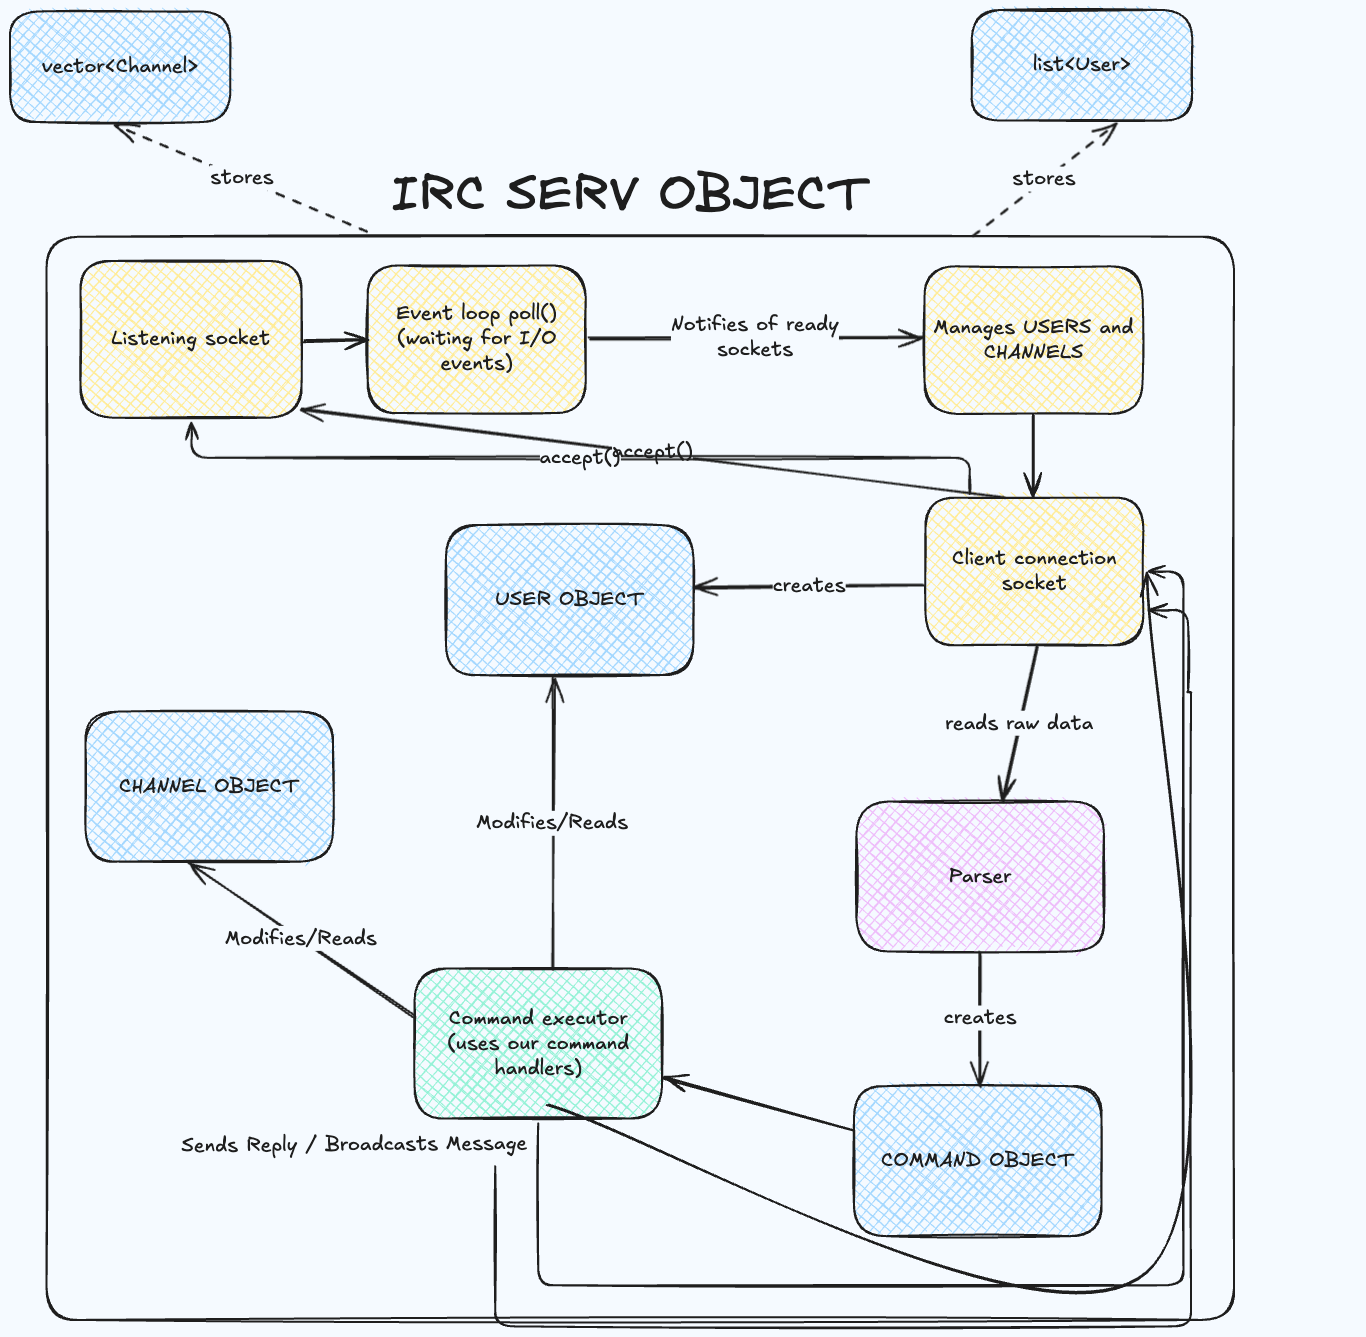 vector<Channel>
list<User>
stores
stores
IRC SERV OBJECT
Listening socket
Event loop poll()
(waiting for I/O
events)
Notifies of ready
sockets
Manages USERS and
CHANNELS
accept()
accept()
Client connection
socket
creates
USER OBJECT
reads raw data
CHANNEL OBJECT
Modifies/Reads
Parser
Modifies/Reads
Command executor
(uses our command
handlers)
creates
Sends Reply / Broadcasts Message
COMMAND OBJECT